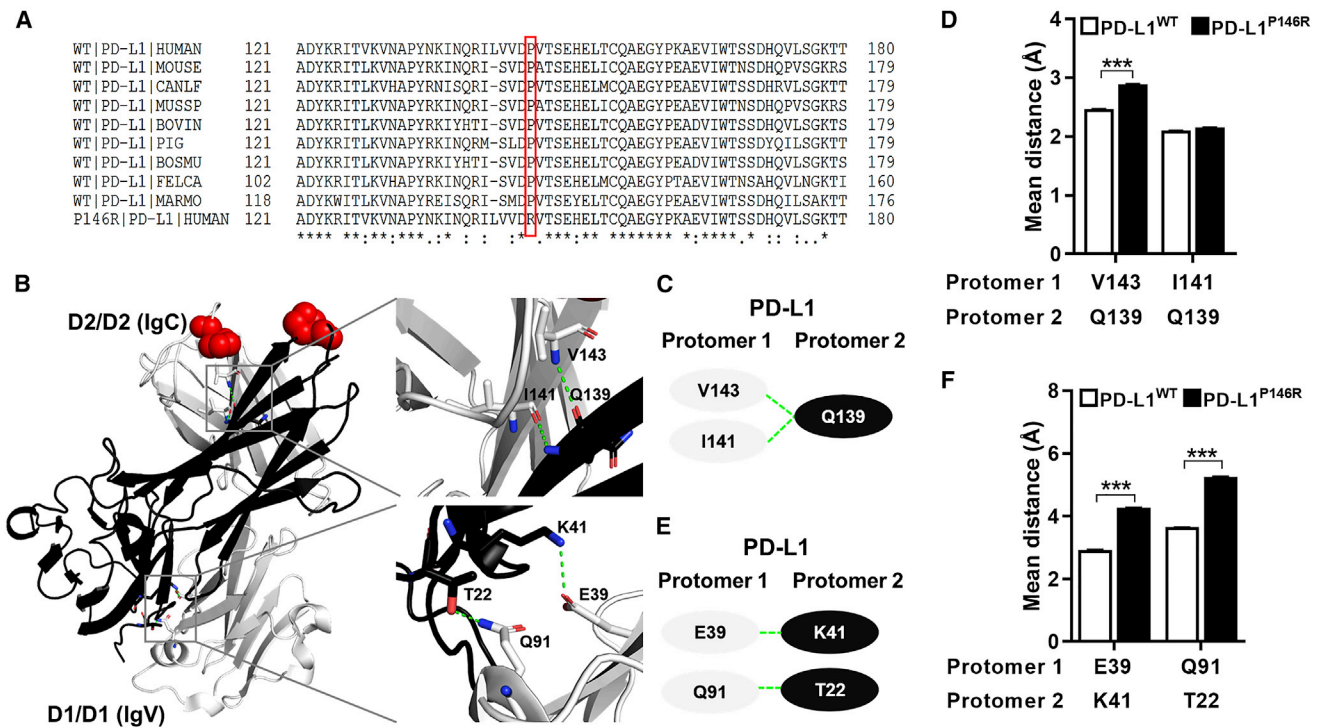 A
WT|PD-L1|HUMAN 121 ADYKRITVKVNAPYNKINQRILVVDPVTSEHELTCQAEGYPKAEVIWTSSDHQVLSGKTT 180
WT|PD-L1|MOUSE 121 ADYKRITLKVNAPYRKINQRI-SVDPATSEHELICQAEGYPEAEVIWTNSDHQPVSGKRS 179
WT|PD-L1|CANLF 121 ADYKRITLKVNAPYRKINQRI-SVDPVTSEHELMCQAEGYPEAEVIWTSSDHRVLSGKTT 179
WT|PD-L1|MUSSP 121 ADYKRITLKVNAPYRKINQRI-SVDPATSEHELICQAEGYPEAEVIWTNSDHQPVSGKRS 179
WT|PD-L1|BOVIN 121 ADYKRITLKVNAPYRKIYHTI-SVDPVTSEHELTCQAEGYPEADVIWTSSDHQVLSGKTS 179
WT|PD-L1|PIG 121 ADYKRITLKVNAPYRKINQRM-SLDPVTSEHELTCQAEGYPEAEVIWTSSDYQILSGKTT 179
WT|PD-L1|BOSMU 121 ADYKRITLKVNAPYRKIYHTI-SVDPVTSEHELTCQAEGYPEADVIWTSSDHQVLSGKTS 179
WT|PD-L1|FELCA 102 ADYKRITLKVHAPYRKINQRI-SVDPVTSEHELMCQAEGYPTAEVIWTSSAHQVLNGKTI 160
WT|PD-L1|MARMO 118 ADYKWITLKVNAPYREISQRI-SMDPVTSEYELTCQAEGYPEAEVIWTSSDHQILSAKTT 176
P146R|PD-L1|HUMAN 121 ADYKRITVKVNAPYNKINQRILVVDRVTSEHELTCQAEGYPKAEVIWTSSDHQVLSGKTT 180
**** **:**:***.:* : : :* .***:** ******* *:****.* :: :..*
B
D2/D2 (IgC)
V143
I141
Q139
K41
T22
E39
Q91
D1/D1 (IgV)
C
PD-L1
Protomer 1 Protomer 2
V143
Q139
I141
E
PD-L1
Protomer 1 Protomer 2
E39 K41
Q91 T22
D
PD-L1WT PD-L1P146R
Mean distance (Å)
4
3
2
1
0
***
Protomer 1 V143 I141
Protomer 2 Q139 Q139
F
PD-L1WT PD-L1P146R
Mean distance (Å)
8
6
4
2
0
*** ***
Protomer 1 E39 Q91
Protomer 2 K41 T22